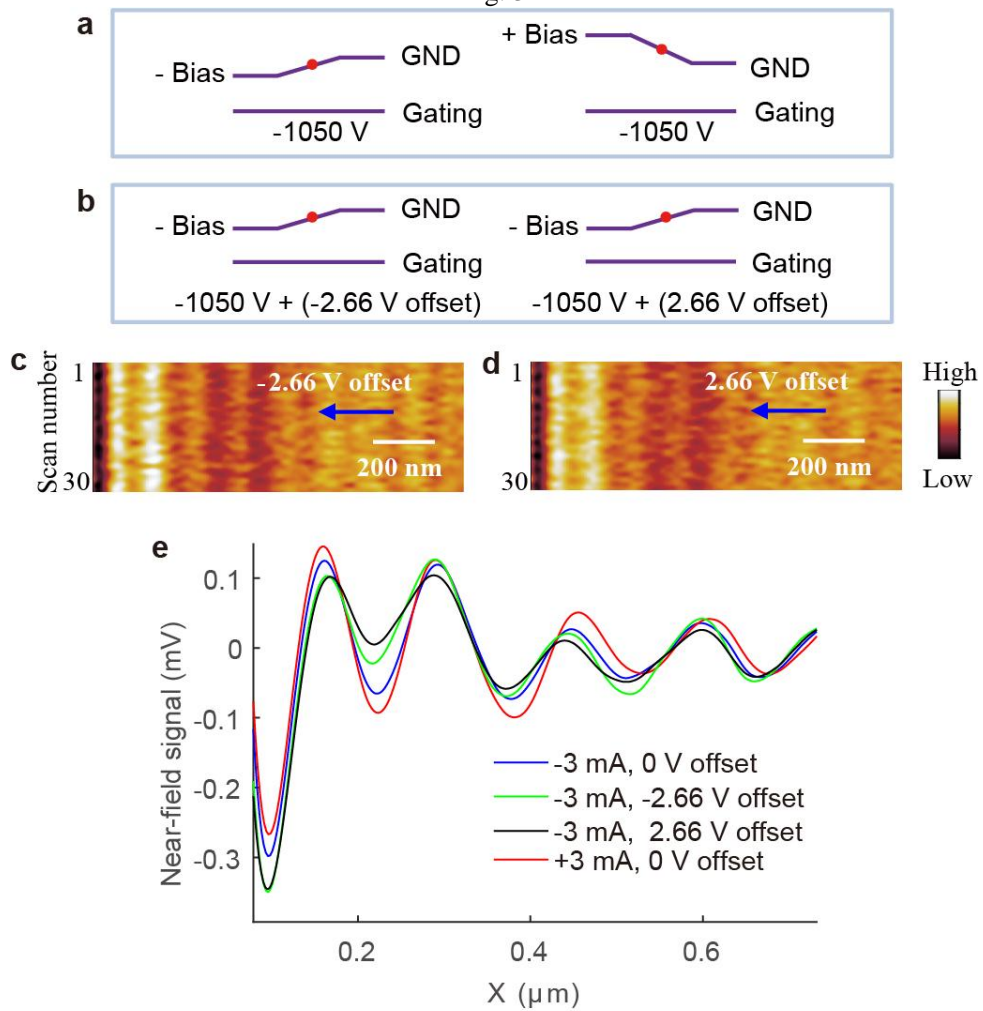 a
+ Bias
GND
- Bias
GND
Gating
Gating
-1050 V
-1050 V
b
GND
GND
- Bias
- Bias
Gating
Gating
-1050 V + (-2.66 V offset)
-1050 V + (2.66 V offset)
c
d
Scan number
1
30
-2.66 V offset
200 nm
1
30
2.66 V offset
200 nm
High
Low
e
Near-field signal (mV)
0.1
0
-0.1
-0.2
-0.3
-3 mA, 0 V offset
-3 mA, -2.66 V offset
-3 mA, 2.66 V offset
+3 mA, 0 V offset
0.2
0.4
0.6
X (μm)